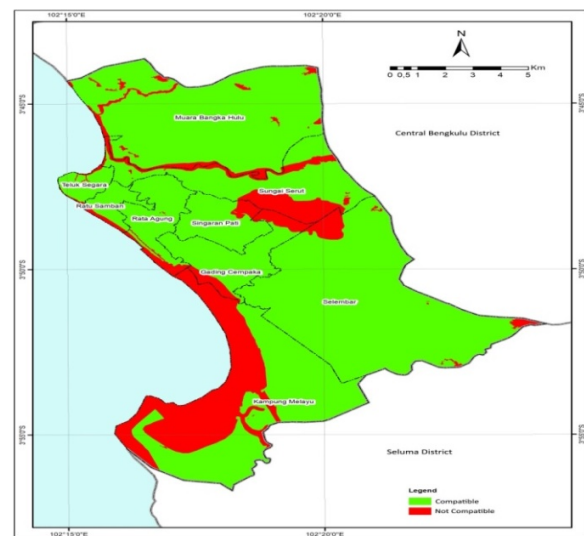 102°15'0"E
102°20'0"E
N
0 0,5 1 2 3 4 5 Km
Muara Bangka Hulu
Central Bengkulu District
Sungai Serut
Teluk Segara
Ratu Samban
Ratu Agung
Singaran Pati
Gading Cempaka
Selembar
Kampung Melayu
Seluma District
Legend
Compatible
Not Compatible
102°15'0"E
102°20'0"E